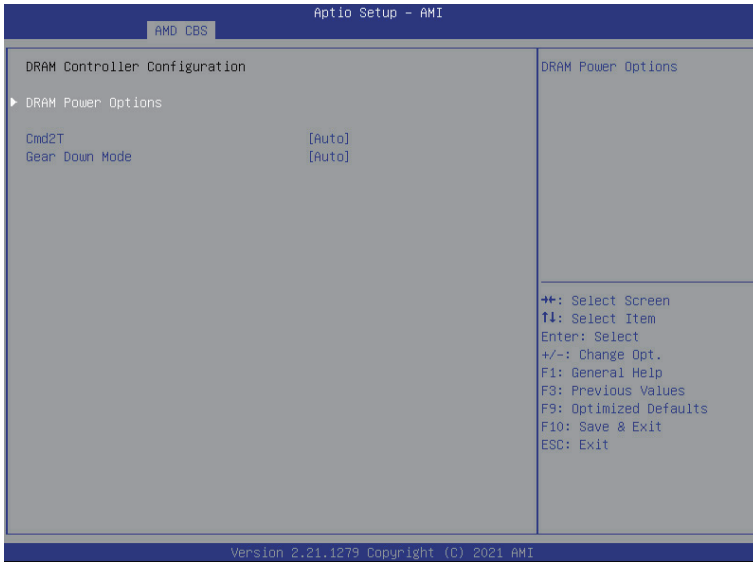 Aptio Setup - AMI
AMD CBS
DRAM Controller Configuration
DRAM Power Options
Cmd2T [Auto]
Gear Down Mode [Auto]
DRAM Power Options
→←: Select Screen
↑↓: Select Item
Enter: Select
+/-: Change Opt.
F1: General Help
F3: Previous Values
F9: Optimized Defaults
F10: Save & Exit
ESC: Exit
Version 2.21.1279 Copyright (C) 2021 AMI